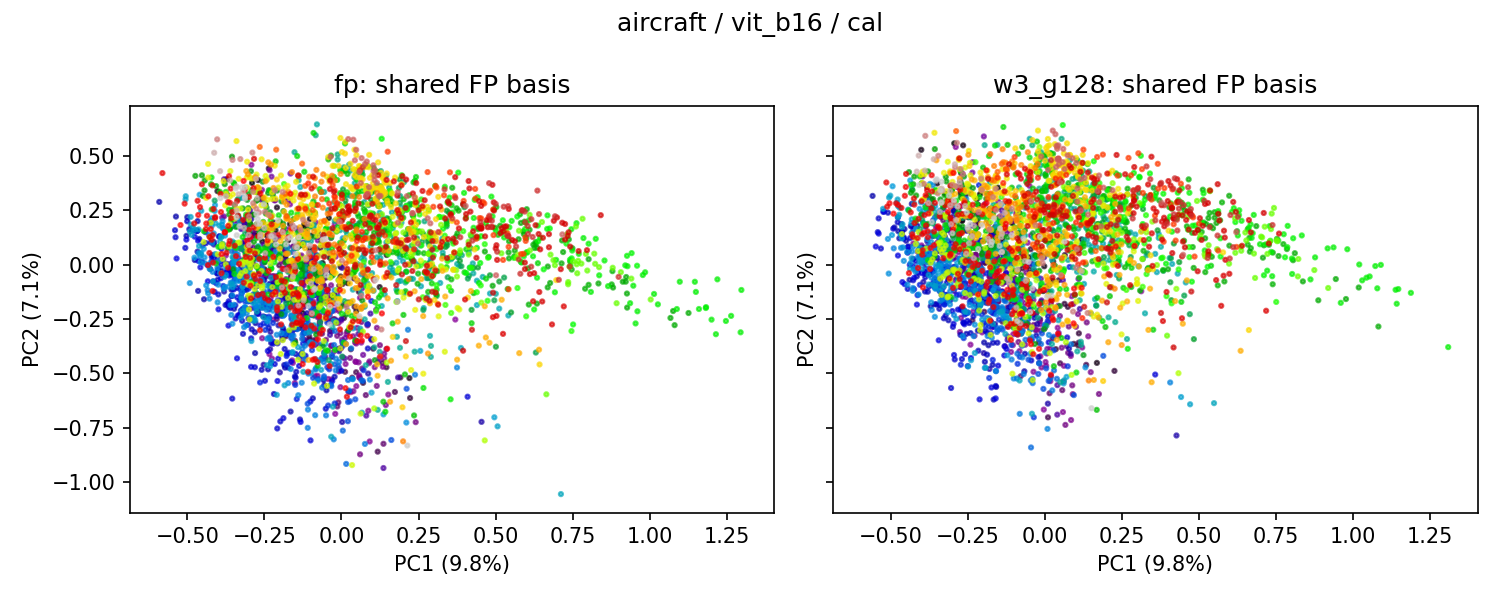 aircraft / vit_b16 / cal
fp: shared FP basis
w3_g128: shared FP basis
0.50
0.25
0.00
−0.25
−0.50
−0.75
−1.00
PC2 (7.1%)
PC2 (7.1%)
−0.50 −0.25 0.00 0.25 0.50 0.75 1.00 1.25
−0.50 −0.25 0.00 0.25 0.50 0.75 1.00 1.25
PC1 (9.8%)
PC1 (9.8%)